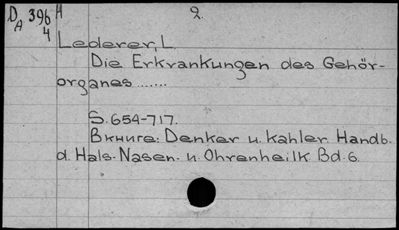 D 396 H 2.
A 4
Lederer, L.
Die Erkrankungen des Gehör-
organes.......
S. 654-717.
Вкниге: Denker u. Kahler Handb.
d. Hals-Nasen- u. Ohrenheilk Bd. 6.